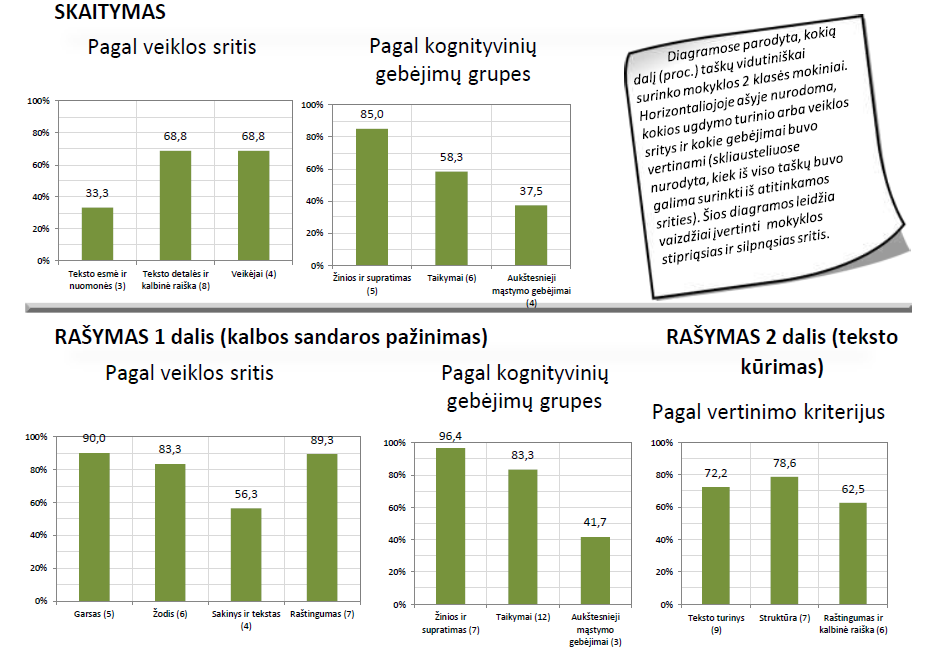 SKAITYMAS
Pagal veiklos sritis
100%
80%
60%
40%
20%
0%
33,3
68,8
68,8
Teksto esmė ir
nuomonės (3)
Teksto detalės ir
kalbinė raiška (8)
Veikėjai (4)
Pagal kognityvinių
gebėjimų grupes
100%
80%
60%
40%
20%
0%
85,0
58,3
37,5
Žinios ir supratimas
(5)
Taikymai (6)
Aukštesnieji
mąstymo gebėjimai
(4)
Diagramose parodyta, kokią
dalį (proc.) taškų vidutiniškai
surinko mokyklos 2 klasės mokiniai.
Horizontaliojoje ašyje nurodoma,
kokios ugdymo turinio arba veiklos
sritys ir kokie gebėjimai buvo
vertinami (skliausteliuose
nurodyta, kiek iš viso taškų buvo
galima surinkti iš atitinkamos
srities). Šios diagramos leidžia
vaizdžiai įvertinti mokyklos
stipriąsias ir silpnąsias sritis.
RAŠYMAS 1 dalis (kalbos sandaros pažinimas)
Pagal veiklos sritis
100%
80%
60%
40%
20%
0%
90,0
83,3
56,3
89,3
Garsas (5)
Žodis (6)
Sakinys ir tekstas
(4)
Raštingumas (7)
Pagal kognityvinių
gebėjimų grupes
100%
80%
60%
40%
20%
0%
96,4
83,3
41,7
Žinios ir
supratimas (7)
Taikymai (12)
Aukštesnieji
mąstymo
gebėjimai (3)
RAŠYMAS 2 dalis (teksto
kūrimas)
Pagal vertinimo kriterijus
100%
80%
60%
40%
20%
0%
72,2
78,6
62,5
Teksto turinys
(9)
Struktūra (7)
Raštingumas ir
kalbinė raiška (6)